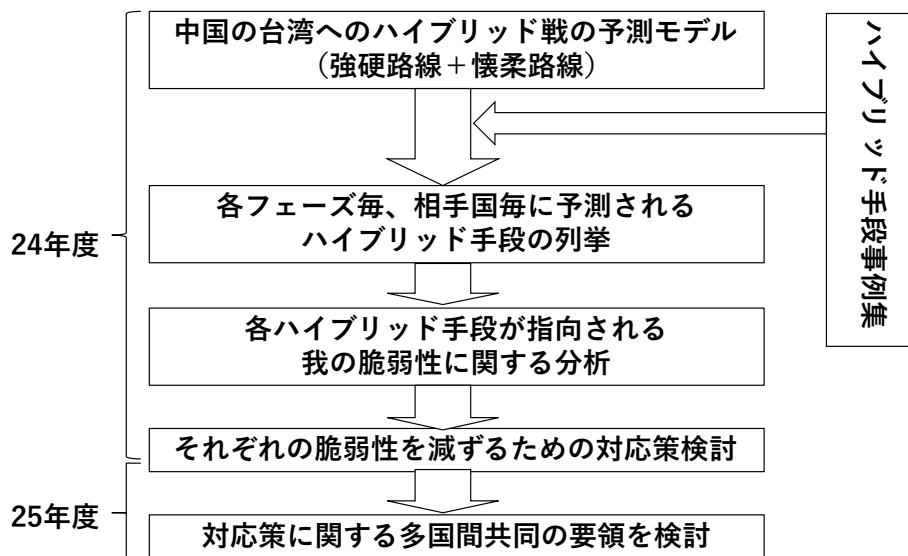 中国の台湾へのハイブリッド戦の予測モデル
（強硬路線＋懐柔路線）
ハイブリッド手段事例集
各フェーズ毎、相手国毎に予測される
ハイブリッド手段の列挙
24年度
各ハイブリッド手段が指向される
我の脆弱性に関する分析
それぞれの脆弱性を減ずるための対応策検討
25年度
対応策に関する多国間共同の要領を検討